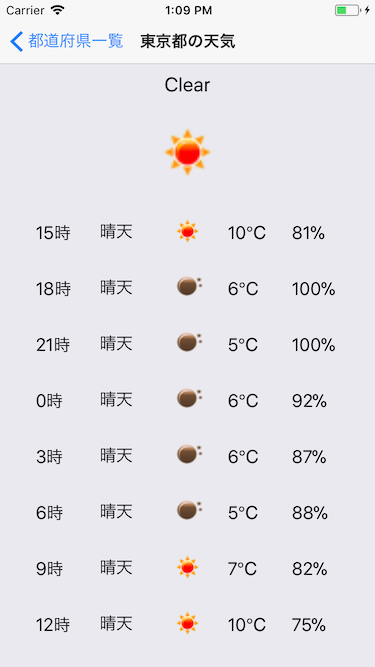 Carrier 1:09 PM
都道府県一覧 東京都の天気
Clear
15時 晴天 10°C 81%
18時 晴天 6°C 100%
21時 晴天 5°C 100%
0時 晴天 6°C 92%
3時 晴天 6°C 87%
6時 晴天 5°C 88%
9時 晴天 7°C 82%
12時 晴天 10°C 75%